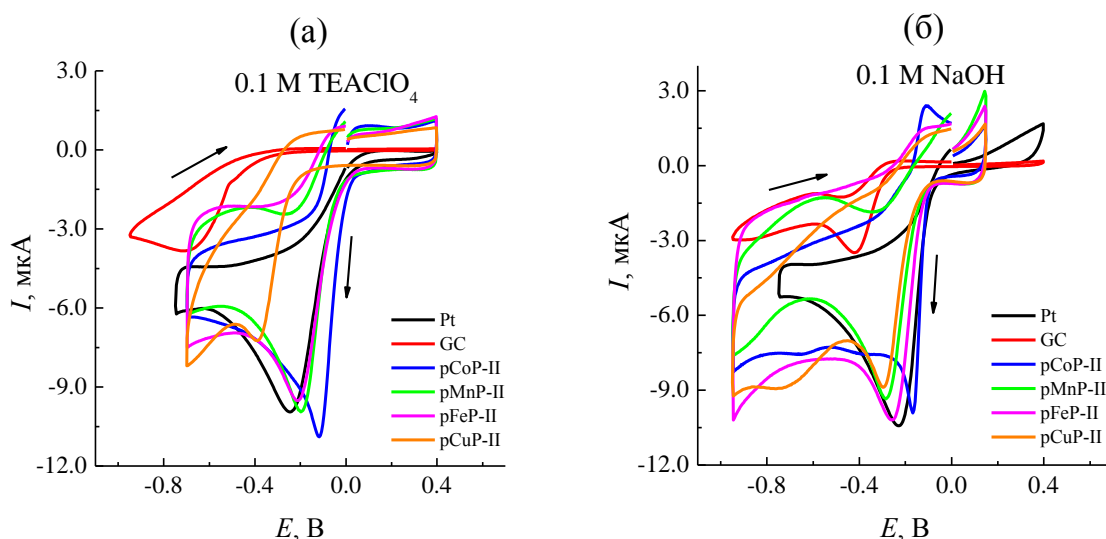 (а)
0.1 M TEAClO₄
3.0
0.0
-3.0
-6.0
-9.0
-12.0
I, мкА
Pt
GC
pCoP-II
pMnP-II
pFeP-II
pCuP-II
-0.8
-0.4
0.0
0.4
E, В
(б)
0.1 M NaOH
3.0
0.0
-3.0
-6.0
-9.0
-12.0
I, мкА
Pt
GC
pCoP-II
pMnP-II
pFeP-II
pCuP-II
-0.8
-0.4
0.0
0.4
E, В